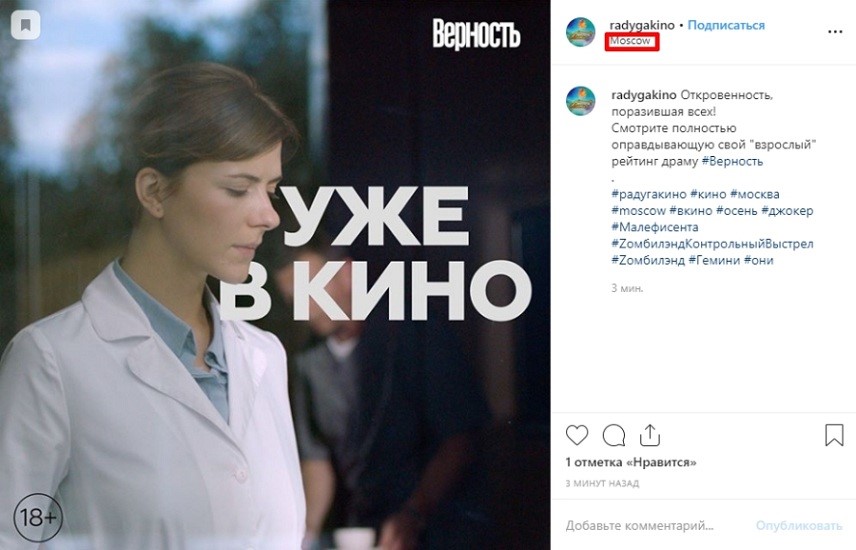 Верность
УЖЕ
В КИНО
18+
radygakino • Подписаться
Moscow
radygakino Откровенность,
поразившая всех!
Смотрите полностью
оправдывающую свой "взрослый"
рейтинг драму #Верность
.
#радугакино #кино #москва
#moscow #вкино #осень #джокер
#Малефисента
#ZомбилэндКонтрольныйВыстрел
#Zомбилэнд #Гемини #они
3 мин.
1 отметка «Нравится»
3 МИНУТ НАЗАД
Добавьте комментарий...
Опубликовать